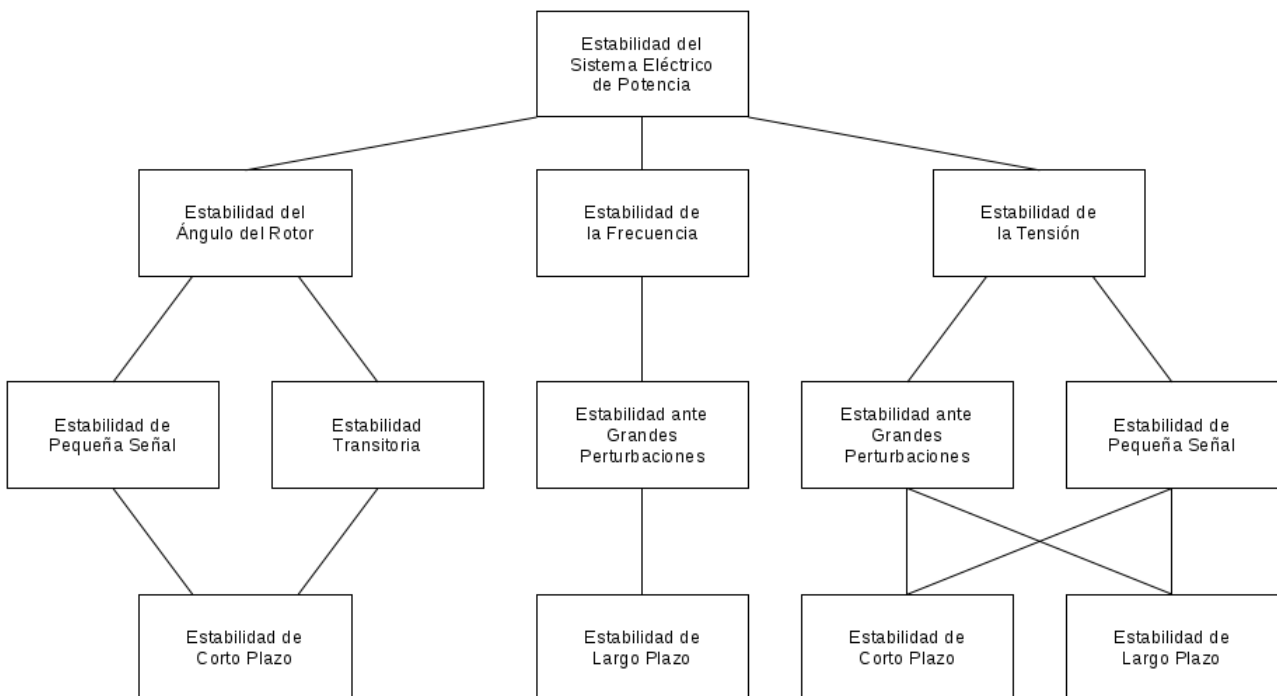 Estabilidad del
Sistema Eléctrico
de Potencia
Estabilidad del
Ángulo del Rotor
Estabilidad de
la Frecuencia
Estabilidad de
la Tensión
Estabilidad de
Pequeña Señal
Estabilidad
Transitoria
Estabilidad ante
Grandes
Perturbaciones
Estabilidad ante
Grandes
Perturbaciones
Estabilidad de
Pequeña Señal
Estabilidad de
Corto Plazo
Estabilidad de
Largo Plazo
Estabilidad de
Corto Plazo
Estabilidad de
Largo Plazo